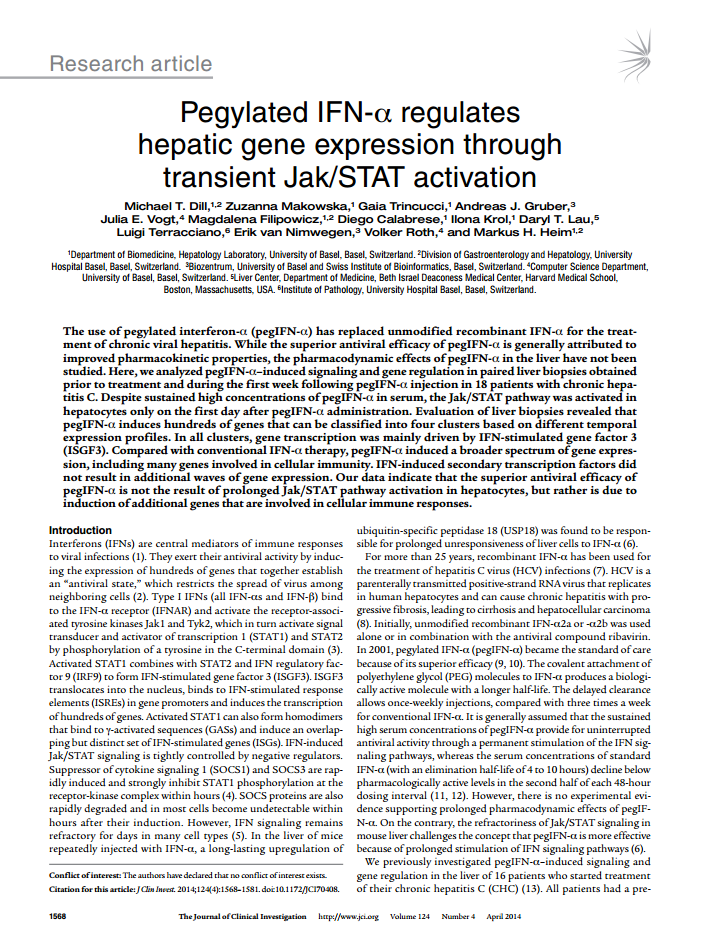 Research article
Pegylated IFN-α regulates
hepatic gene expression through
transient Jak/STAT activation
Michael T. Dill,1,2 Zuzanna Makowska,1 Gaia Trincucci,1 Andreas J. Gruber,3
Julia E. Vogt,4 Magdalena Filipowicz,1,2 Diego Calabrese,1 Ilona Krol,1 Daryl T. Lau,5
Luigi Terracciano,6 Erik van Nimwegen,3 Volker Roth,4 and Markus H. Heim1,2
1Department of Biomedicine, Hepatology Laboratory, University of Basel, Basel, Switzerland. 2Division of Gastroenterology and Hepatology, University
Hospital Basel, Basel, Switzerland. 3Biozentrum, University of Basel and Swiss Institute of Bioinformatics, Basel, Switzerland. 4Computer Science Department,
University of Basel, Basel, Switzerland. 5Liver Center, Department of Medicine, Beth Israel Deaconess Medical Center, Harvard Medical School,
Boston, Massachusetts, USA. 6Institute of Pathology, University Hospital Basel, Basel, Switzerland.
The use of pegylated interferon-α (pegIFN-α) has replaced unmodified recombinant IFN-α for the treat-
ment of chronic viral hepatitis. While the superior antiviral efficacy of pegIFN-α is generally attributed to
improved pharmacokinetic properties, the pharmacodynamic effects of pegIFN-α in the liver have not been
studied. Here, we analyzed pegIFN-α–induced signaling and gene regulation in paired liver biopsies obtained
prior to treatment and during the first week following pegIFN-α injection in 18 patients with chronic hepa-
titis C. Despite sustained high concentrations of pegIFN-α in serum, the Jak/STAT pathway was activated in
hepatocytes only on the first day after pegIFN-α administration. Evaluation of liver biopsies revealed that
pegIFN-α induces hundreds of genes that can be classified into four clusters based on different temporal
expression profiles. In all clusters, gene transcription was mainly driven by IFN-stimulated gene factor 3
(ISGF3). Compared with conventional IFN-α therapy, pegIFN-α induced a broader spectrum of gene expres-
sion, including many genes involved in cellular immunity. IFN-induced secondary transcription factors did
not result in additional waves of gene expression. Our data indicate that the superior antiviral efficacy of
pegIFN-α is not the result of prolonged Jak/STAT pathway activation in hepatocytes, but rather is due to
induction of additional genes that are involved in cellular immune responses.
Introduction
Interferons (IFNs) are central mediators of immune responses
to viral infections (1). They exert their antiviral activity by induc-
ing the expression of hundreds of genes that together establish
an “antiviral state,” which restricts the spread of virus among
neighboring cells (2). Type I IFNs (all IFN-αs and IFN-β) bind
to the IFN-α receptor (IFNAR) and activate the receptor-associ-
ated tyrosine kinases Jak1 and Tyk2, which in turn activate signal
transducer and activator of transcription 1 (STAT1) and STAT2
by phosphorylation of a tyrosine in the C-terminal domain (3).
Activated STAT1 combines with STAT2 and IFN regulatory fac-
tor 9 (IRF9) to form IFN-stimulated gene factor 3 (ISGF3). ISGF3
translocates into the nucleus, binds to IFN-stimulated response
elements (ISREs) in gene promoters and induces the transcription
of hundreds of genes. Activated STAT1 can also form homodimers
that bind to γ-activated sequences (GASs) and induce an overlap-
ping but distinct set of IFN-stimulated genes (ISGs). IFN-induced
Jak/STAT signaling is tightly controlled by negative regulators.
Suppressor of cytokine signaling 1 (SOCS1) and SOCS3 are rap-
idly induced and strongly inhibit STAT1 phosphorylation at the
receptor-kinase complex within hours (4). SOCS proteins are also
rapidly degraded and in most cells become undetectable within
hours after their induction. However, IFN signaling remains
refractory for days in many cell types (5). In the liver of mice
repeatedly injected with IFN-α, a long-lasting upregulation of
ubiquitin-specific peptidase 18 (USP18) was found to be respon-
sible for prolonged unresponsiveness of liver cells to IFN-α (6).
For more than 25 years, recombinant IFN-α has been used for
the treatment of hepatitis C virus (HCV) infections (7). HCV is a
parenterally transmitted positive-strand RNA virus that replicates
in human hepatocytes and can cause chronic hepatitis with pro-
gressive fibrosis, leading to cirrhosis and hepatocellular carcinoma
(8). Initially, unmodified recombinant IFN-α2a or -α2b was used
alone or in combination with the antiviral compound ribavirin.
In 2001, pegylated IFN-α (pegIFN-α) became the standard of care
because of its superior efficacy (9, 10). The covalent attachment of
polyethylene glycol (PEG) molecules to IFN-α produces a biologi-
cally active molecule with a longer half-life. The delayed clearance
allows once-weekly injections, compared with three times a week
for conventional IFN-α. It is generally assumed that the sustained
high serum concentrations of pegIFN-α provide for uninterrupted
antiviral activity through a permanent stimulation of the IFN sig-
naling pathways, whereas the serum concentrations of standard
IFN-α (with an elimination half-life of 4 to 10 hours) decline below
pharmacologically active levels in the second half of each 48-hour
dosing interval (11, 12). However, there is no experimental evi-
dence supporting prolonged pharmacodynamic effects of pegIF-
N-α. On the contrary, the refractoriness of Jak/STAT signaling in
mouse liver challenges the concept that pegIFN-α is more effective
because of prolonged stimulation of IFN signaling pathways (6).
We previously investigated pegIFN-α–induced signaling and
gene regulation in the liver of 16 patients who started treatment
of their chronic hepatitis C (CHC) (13). All patients had a pre-
Conflict of interest: The authors have declared that no conflict of interest exists.
Citation for this article: J Clin Invest. 2014;124(4):1568–1581. doi:10.1172/JCI70408.
1568 The Journal of Clinical Investigation http://www.jci.org Volume 124 Number 4 April 2014